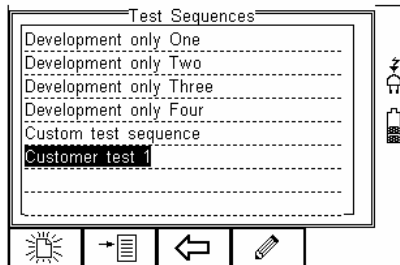 Test Sequences
Development only One
Development only Two
Development only Three
Development only Four
Custom test sequence
Customer test 1